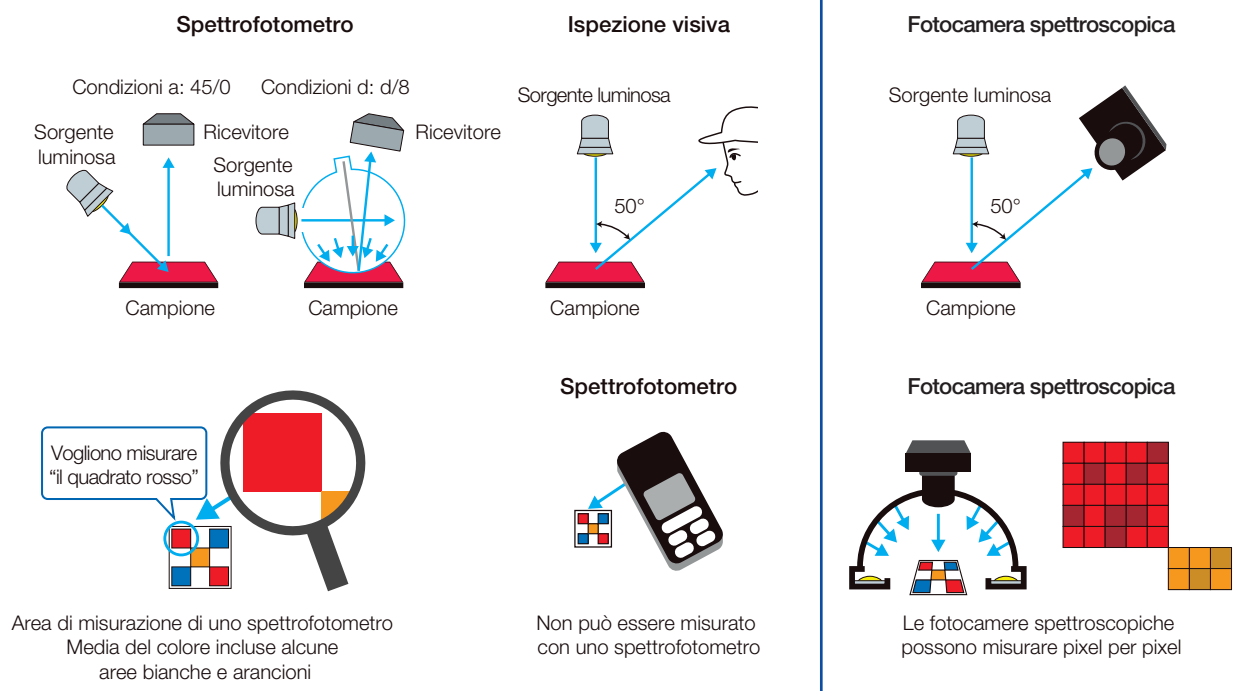 Spettrofotometro
Condizioni a: 45/0
Condizioni d: d/8
Sorgente
luminosa
Ricevitore
Sorgente
luminosa
Ricevitore
Campione
Campione
Ispezione visiva
Sorgente luminosa
50°
Campione
Fotocamera spettroscopica
Sorgente luminosa
50°
Campione
Vogliono misurare
“il quadrato rosso”
Area di misurazione di uno spettrofotometro
Media del colore incluse alcune
aree bianche e arancioni
Spettrofotometro
Non può essere misurato
con uno spettrofotometro
Fotocamera spettroscopica
Le fotocamere spettroscopiche
possono misurare pixel per pixel